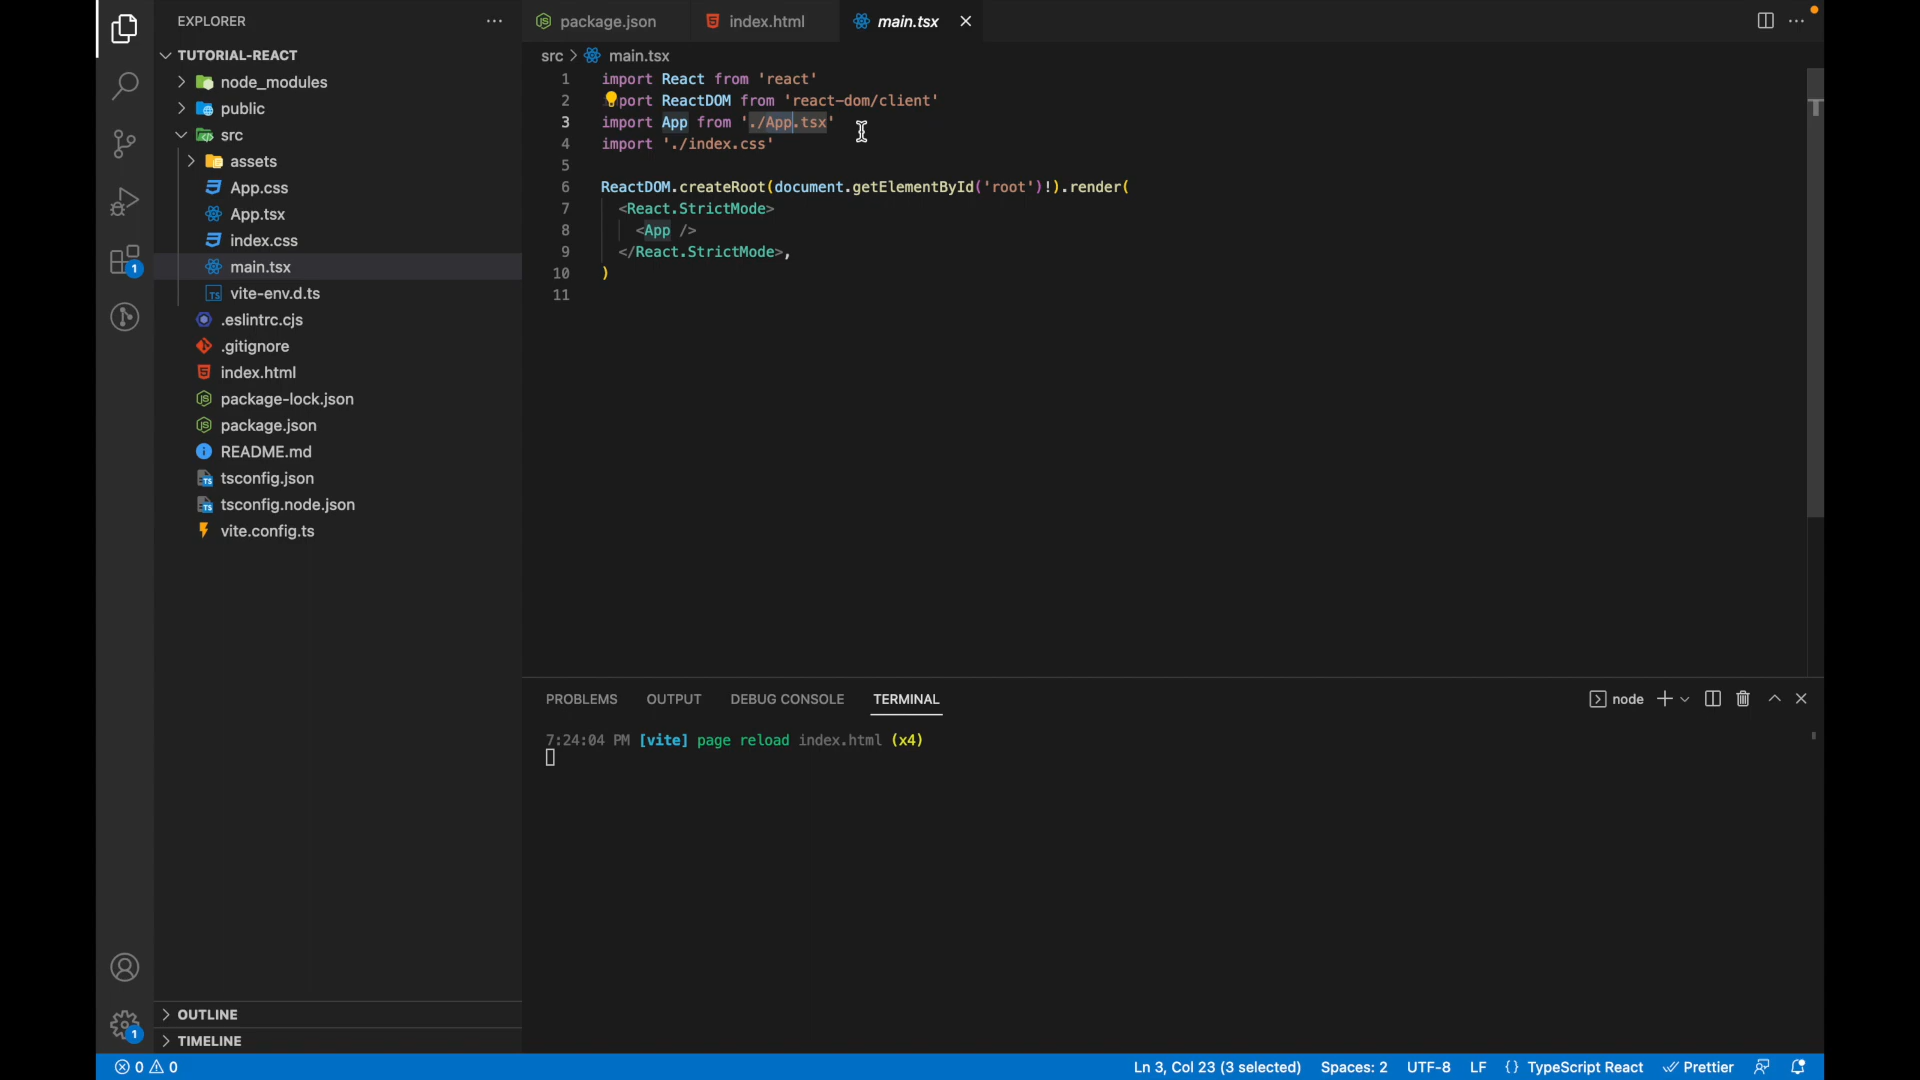 EXPLORER
TUTORIAL-REACT
node_modules
public
src
assets
App.css
App.tsx
index.css
main.tsx
vite-env.d.ts
.eslintrc.cjs
.gitignore
index.html
package-lock.json
package.json
README.md
tsconfig.json
tsconfig.node.json
vite.config.ts
OUTLINE
TIMELINE
1
1
package.json index.html main.tsx
src > main.tsx
1 import React from 'react'
2 port ReactDOM from 'react-dom/client'
3 import App from './App.tsx'
4 import './index.css'
5
6 ReactDOM.createRoot(document.getElementById('root')!).render(
7 <React.StrictMode>
8 <App />
9 </React.StrictMode>,
10 )
11
PROBLEMS OUTPUT DEBUG CONSOLE TERMINAL node
7:24:04 PM [vite] page reload index.html (x4)
0 0 Ln 3, Col 23 (3 selected) Spaces: 2 UTF-8 LF {} TypeScript React Prettier